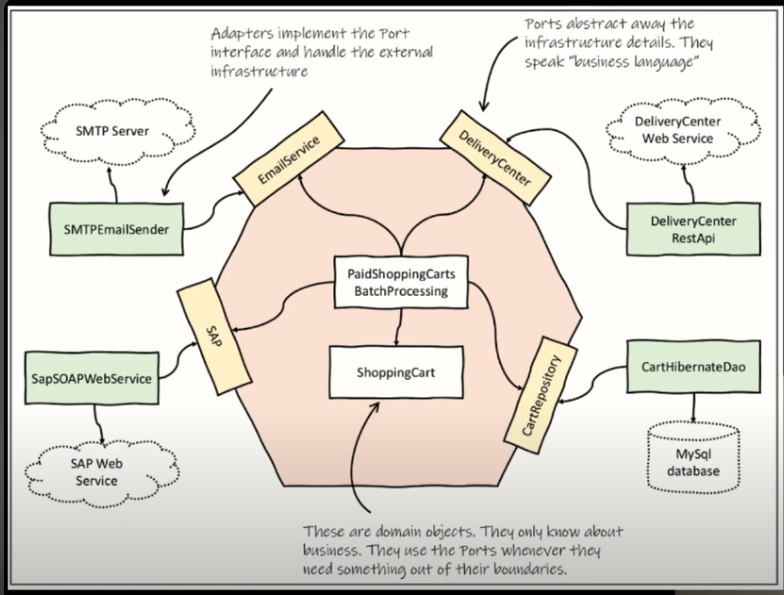 Adapters implement the Port
interface and handle the external
infrastructure
Ports abstract away the
infrastructure details. They
speak "business language"
SMTP Server
EmailService
DeliveryCenter
DeliveryCenter
Web Service
SMTPEmailSender
DeliveryCenter
RestApi
PaidShoppingCarts
BatchProcessing
SAP
SapSOAPWebService
ShoppingCart
CartRepository
CartHibernateDao
SAP Web
Service
MySql
database
These are domain objects. They only know about
business. They use the Ports whenever they
need something out of their boundaries.